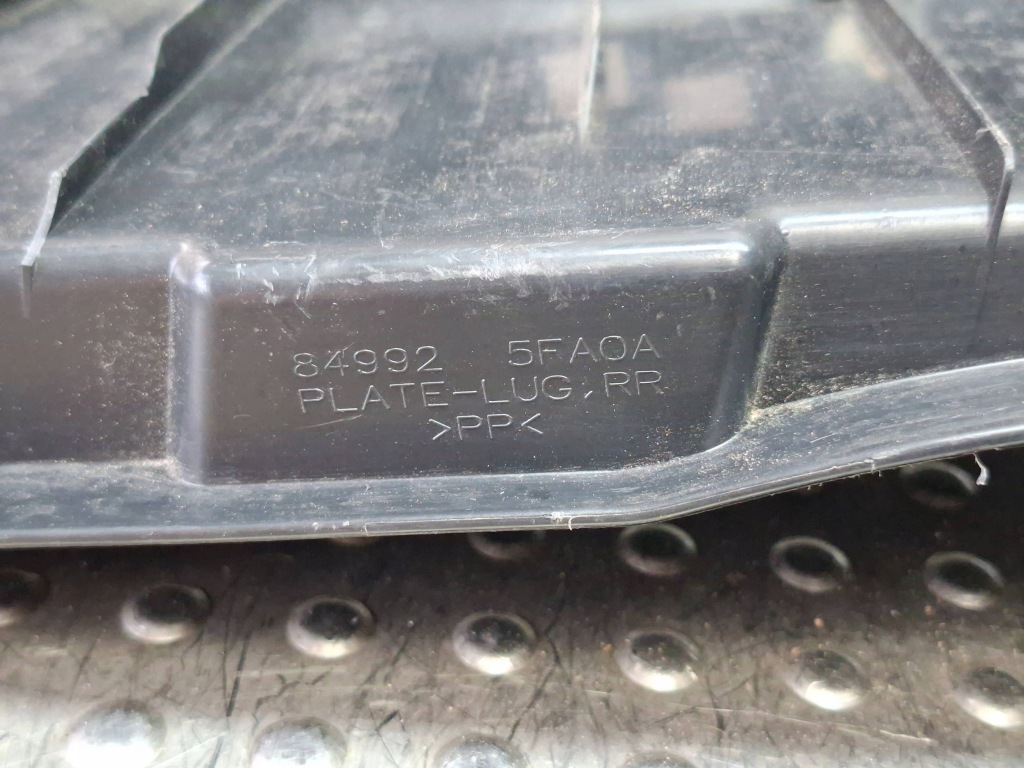 84992 5FA0A
PLATE-LUG,RR
>PP<